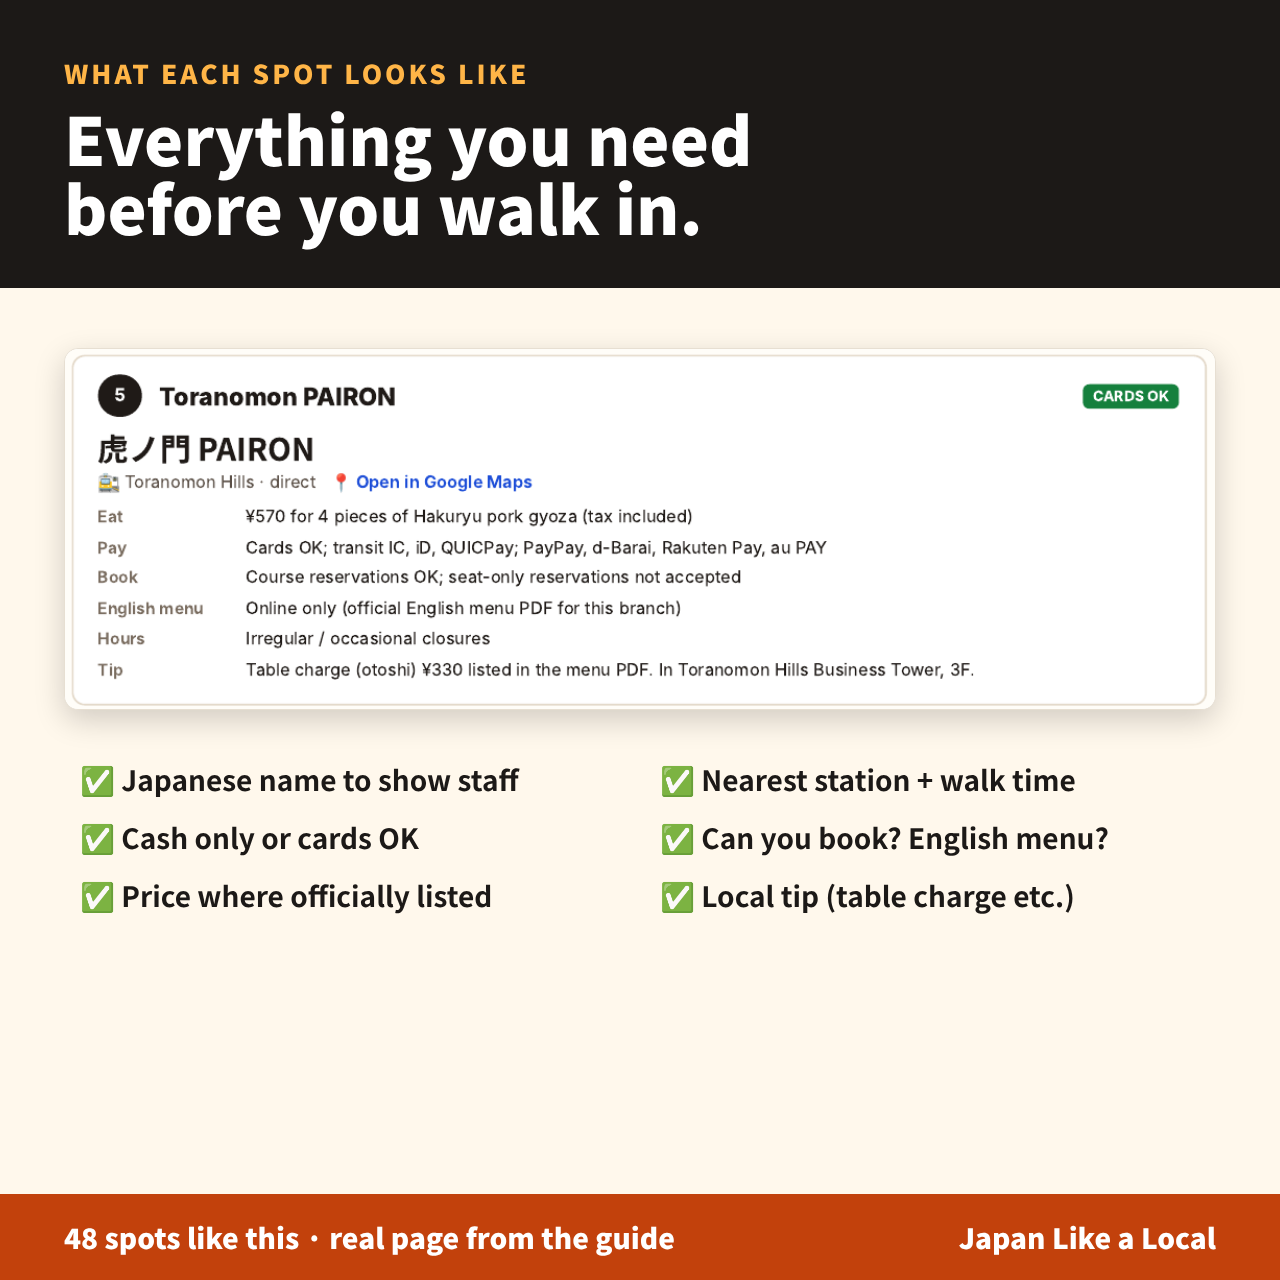 WHAT EACH SPOT LOOKS LIKE
Everything you need
before you walk in.
5 Toranomon PAIRON CARDS OK
虎ノ門 PAIRON
🚉 Toranomon Hills · direct 📍 Open in Google Maps
Eat ¥570 for 4 pieces of Hakuryu pork gyoza (tax included)
Pay Cards OK; transit IC, iD, QUICPay; PayPay, d-Barai, Rakuten Pay, au PAY
Book Course reservations OK; seat-only reservations not accepted
English menu Online only (official English menu PDF for this branch)
Hours Irregular / occasional closures
Tip Table charge (otoshi) ¥330 listed in the menu PDF. In Toranomon Hills Business Tower, 3F.
✅ Japanese name to show staff ✅ Nearest station + walk time
✅ Cash only or cards OK ✅ Can you book? English menu?
✅ Price where officially listed ✅ Local tip (table charge etc.)
48 spots like this · real page from the guide Japan Like a Local